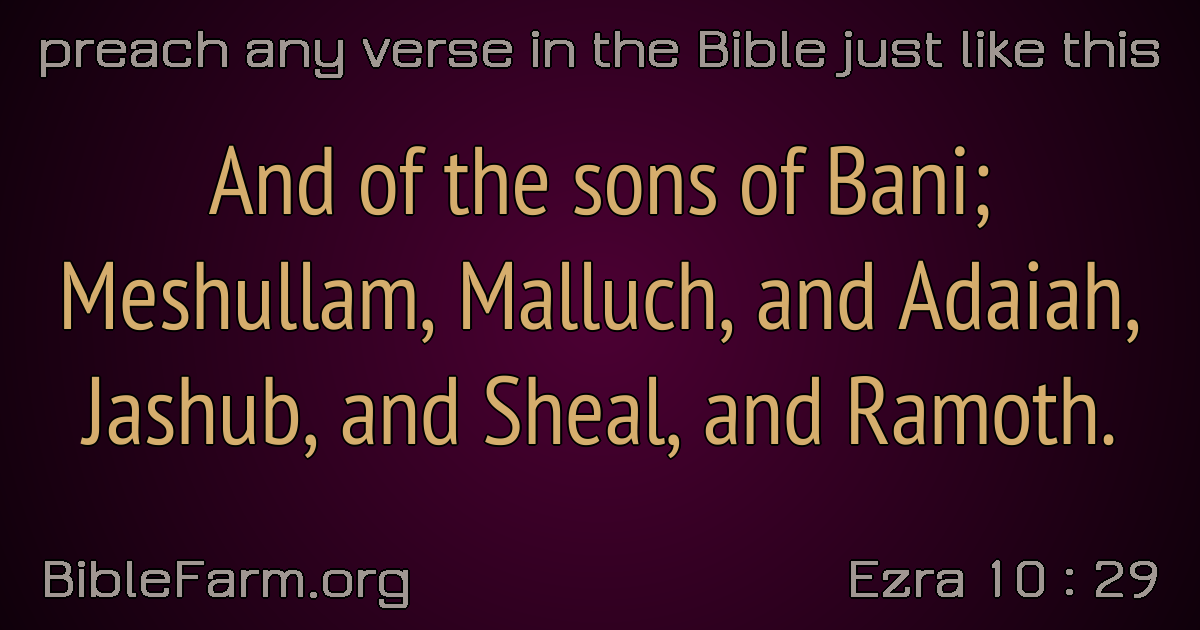 preach any verse in the Bible just like this
And of the sons of Bani;
Meshullam, Malluch, and Adaiah,
Jashub, and Sheal, and Ramoth.
BibleFarm.org
Ezra 10 : 29